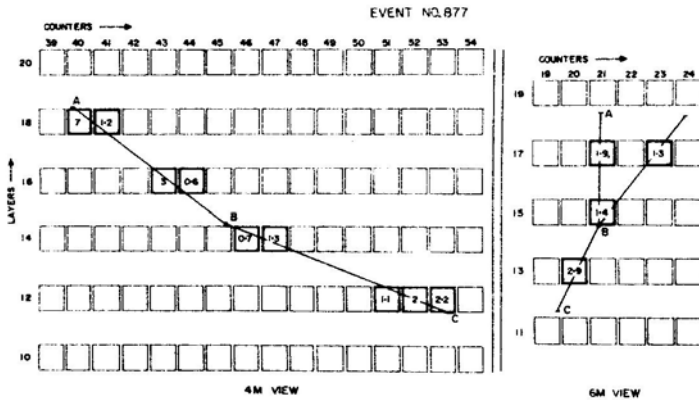 EVENT NO. 877
COUNTERS
39 40 41 42 43 44 45 46 47 48 49 50 51 52 53 54
20
A
18 7 1·2
16 3 0·6
LAYERS
B
14 0·7 1·3
12 1·1 2 2·2
C
10
4M VIEW
COUNTERS
19 20 21 22 23 24
19
A
17 1·9 1·3
15 1·4
B
13 2·9
C
11
6M VIEW